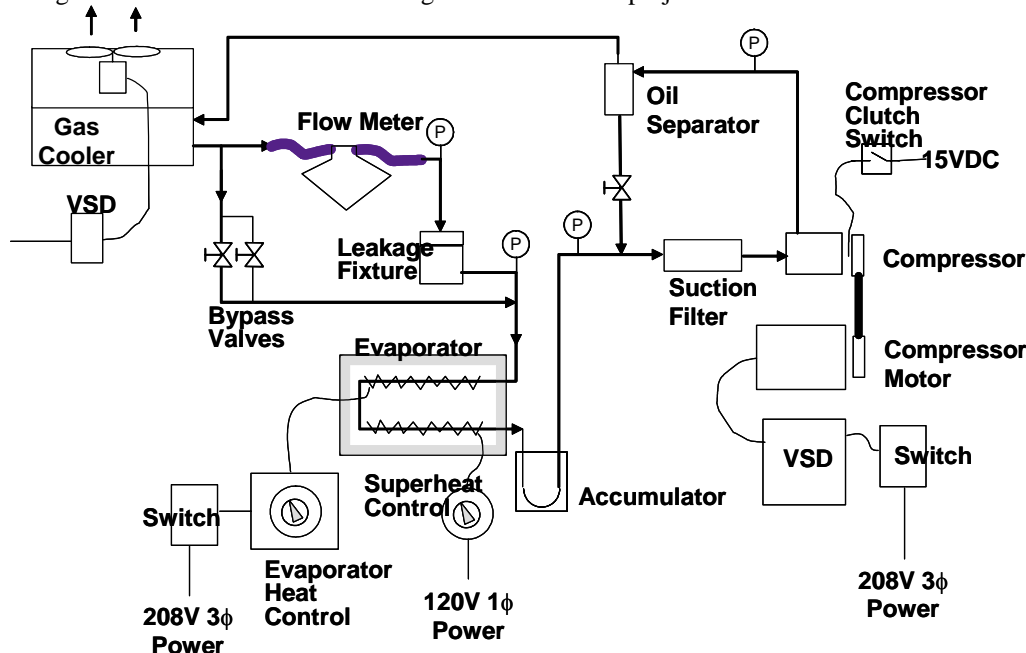 P
Oil
Separator
Compressor
Clutch
Switch
15VDC
Gas
Cooler
Flow Meter
P
VSD
Leakage
Fixture
P
P
Suction
Filter
Compressor
Bypass
Valves
Evaporator
Compressor
Motor
VSD
Switch
Superheat
Control
Accumulator
Switch
Evaporator
Heat
Control
208V 3ϕ
Power
120V 1ϕ
Power
208V 3ϕ
Power